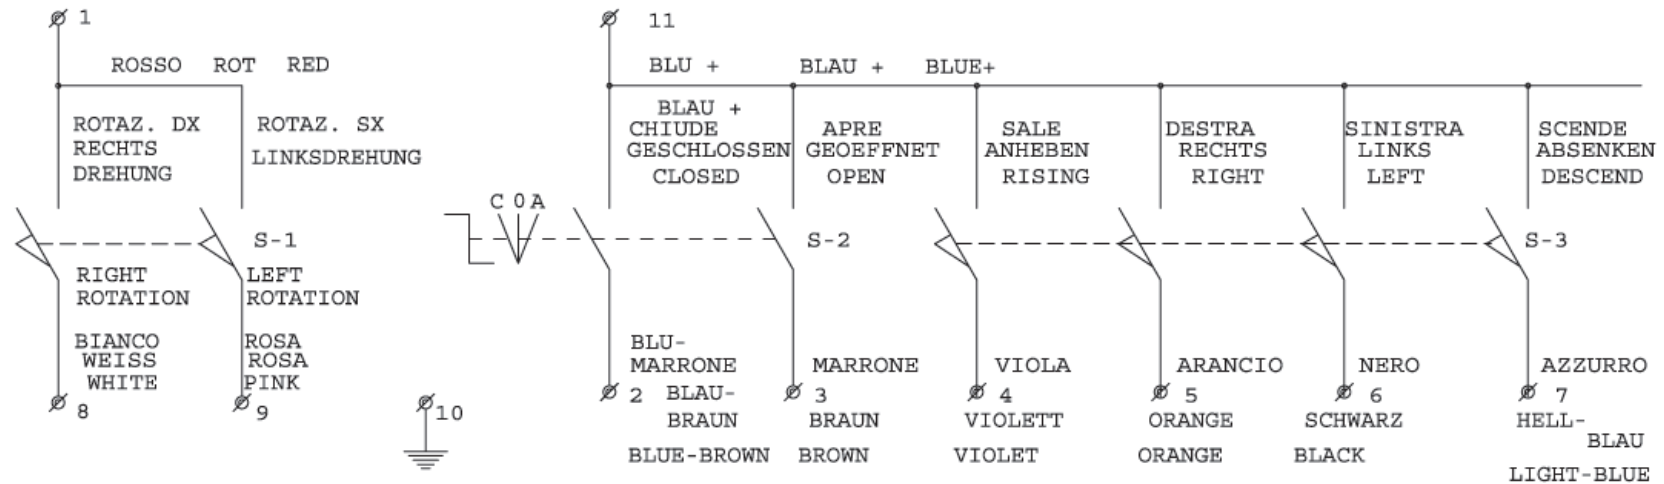 1
11
ROSSO ROT RED
BLU + BLAU + BLUE+
BLAU +
ROTAZ. DX
RECHTS
DREHUNG
ROTAZ. SX
LINKSDREHUNG
CHIUDE
GESCHLOSSEN
CLOSED
APRE
GEOEFFNET
OPEN
SALE
ANHEBEN
RISING
DESTRA
RECHTS
RIGHT
SINISTRA
LINKS
LEFT
SCENDE
ABSENKEN
DESCEND
C 0 A
S-1
S-2
S-3
RIGHT
ROTATION
LEFT
ROTATION
BIANCO
WEISS
WHITE
8
ROSA
ROSA
PINK
9
10
BLU-
MARRONE
2 BLAU-
BRAUN
BLUE-BROWN
MARRONE
3
BRAUN
BROWN
VIOLA
4
VIOLETT
VIOLET
ARANCIO
5
ORANGE
ORANGE
NERO
6
SCHWARZ
BLACK
AZZURRO
7
HELL-
BLAU
LIGHT-BLUE